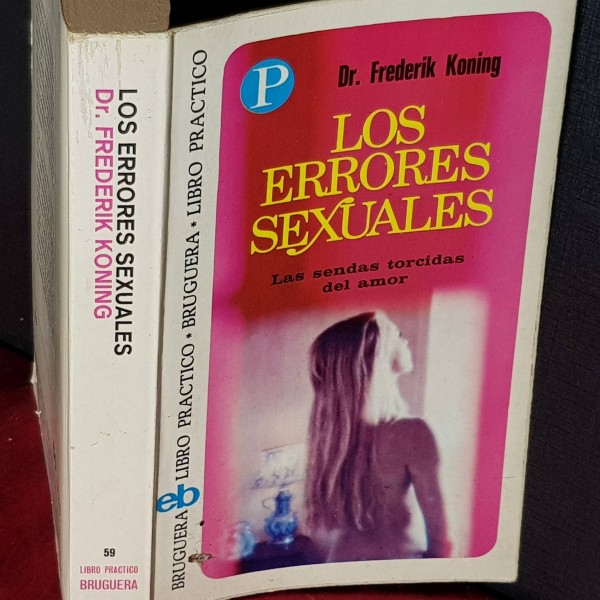 LOS ERRORES SEXUALES
Dr. FREDERIK KONING
59
LIBRO PRACTICO
BRUGUERA
BRUGUERA LIBRO PRACTICO * BRUGUERA * LIBRO PRACTICO
eb
P
Dr. Frederik Koning
LOS
ERRORES
SEXUALES
Las sendas torcidas
del amor